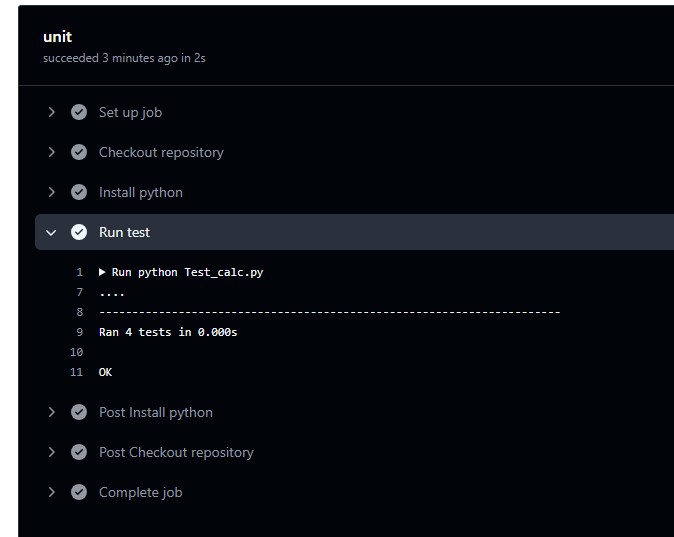 unit
succeeded 3 minutes ago in 2s
Set up job
Checkout repository
Install python
Run test
1 Run python Test_calc.py
7 ....
8 ----------------------------------------------------------------------
9 Ran 4 tests in 0.000s
10
11 OK
Post Install python
Post Checkout repository
Complete job